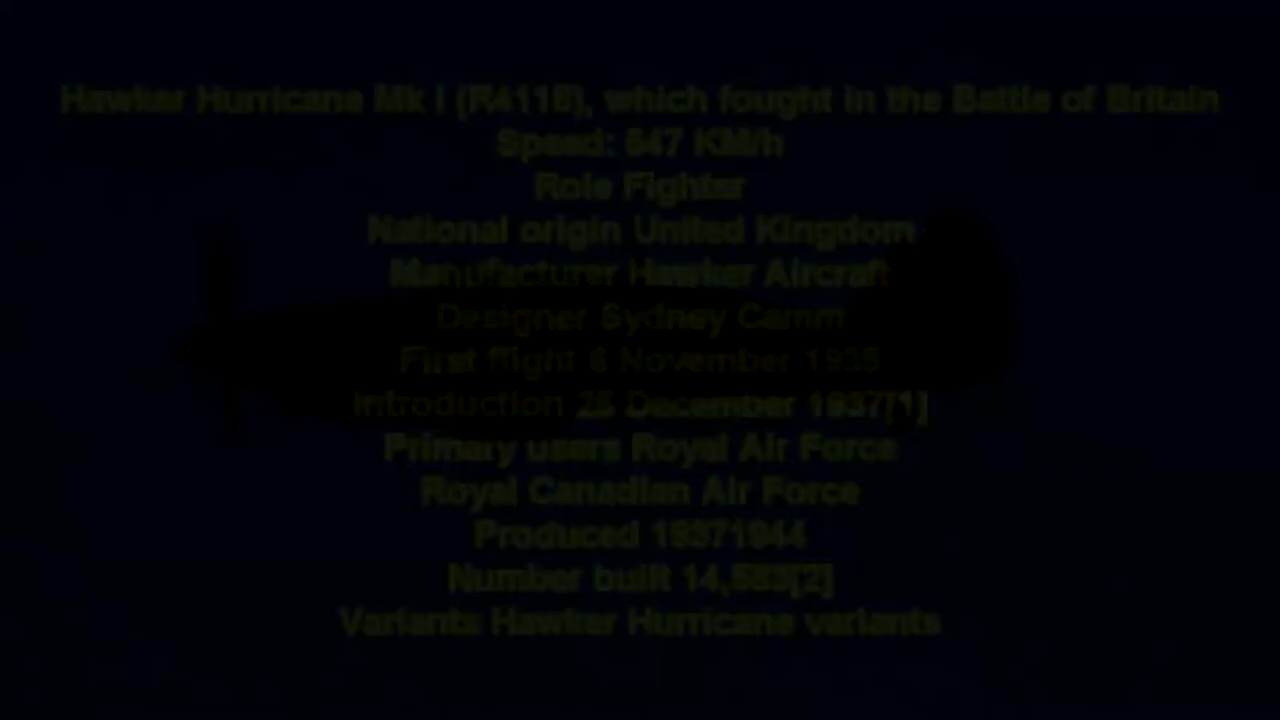 Hawker Hurricane Mk I (R4118), which fought in the Battle of Britain
Speed: 547 KM/h
Role Fighter
National origin United Kingdom
Manufacturer Hawker Aircraft
Designer Sydney Camm
First flight 6 November 1935
Introduction 25 December 1937[1]
Primary users Royal Air Force
Royal Canadian Air Force
Produced 19371944
Number built 14,583[2]
Variants Hawker Hurricane variants